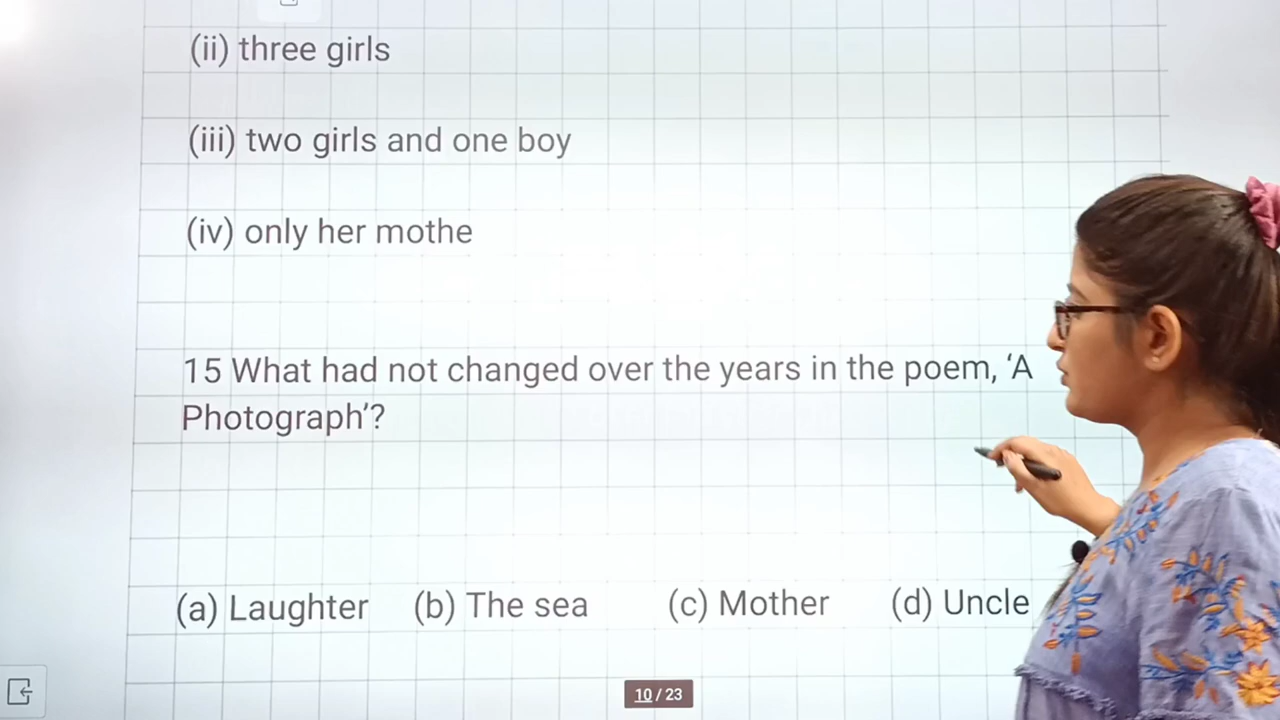 (ii) three girls
(iii) two girls and one boy
(iv) only her mothe
15 What had not changed over the years in the poem, ‘A
Photograph’?
(a) Laughter (b) The sea (c) Mother (d) Uncle
10 / 23